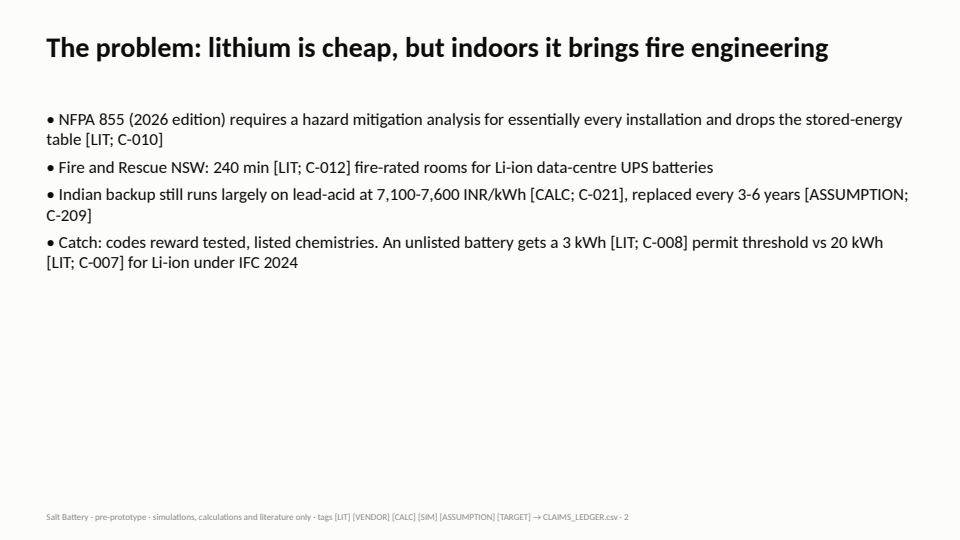 The problem: lithium is cheap, but indoors it brings fire engineering
• NFPA 855 (2026 edition) requires a hazard mitigation analysis for essentially every installation and drops the stored-energy
table [LIT; C-010]
• Fire and Rescue NSW: 240 min [LIT; C-012] fire-rated rooms for Li-ion data-centre UPS batteries
• Indian backup still runs largely on lead-acid at 7,100-7,600 INR/kWh [CALC; C-021], replaced every 3-6 years [ASSUMPTION;
C-209]
• Catch: codes reward tested, listed chemistries. An unlisted battery gets a 3 kWh [LIT; C-008] permit threshold vs 20 kWh
[LIT; C-007] for Li-ion under IFC 2024
Salt Battery - pre-prototype - simulations, calculations and literature only - tags [LIT] [VENDOR] [CALC] [SIM] [ASSUMPTION] [TARGET] → CLAIMS_LEDGER.csv - 2